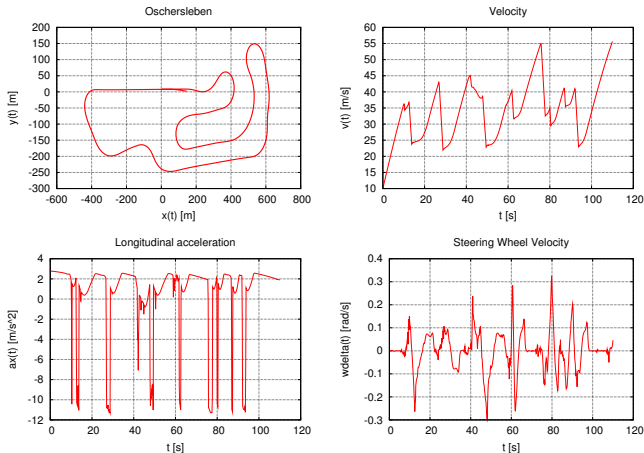 Oschersleben
200
150
100
50
0
-50
-100
-150
-200
-250
-300
y(t) [m]
-600 -400 -200 0 200 400 600 800
x(t) [m]
Velocity
60
55
50
45
40
35
30
25
20
15
10
v(t) [m/s]
0 20 40 60 80 100 120
t [s]
Longitudinal acceleration
4
2
0
-2
-4
-6
-8
-10
-12
ax(t) [m/s^2]
0 20 40 60 80 100 120
t [s]
Steering Wheel Velocity
0.4
0.3
0.2
0.1
0
-0.1
-0.2
-0.3
wdelta(t) [rad/s]
0 20 40 60 80 100 120
t [s]